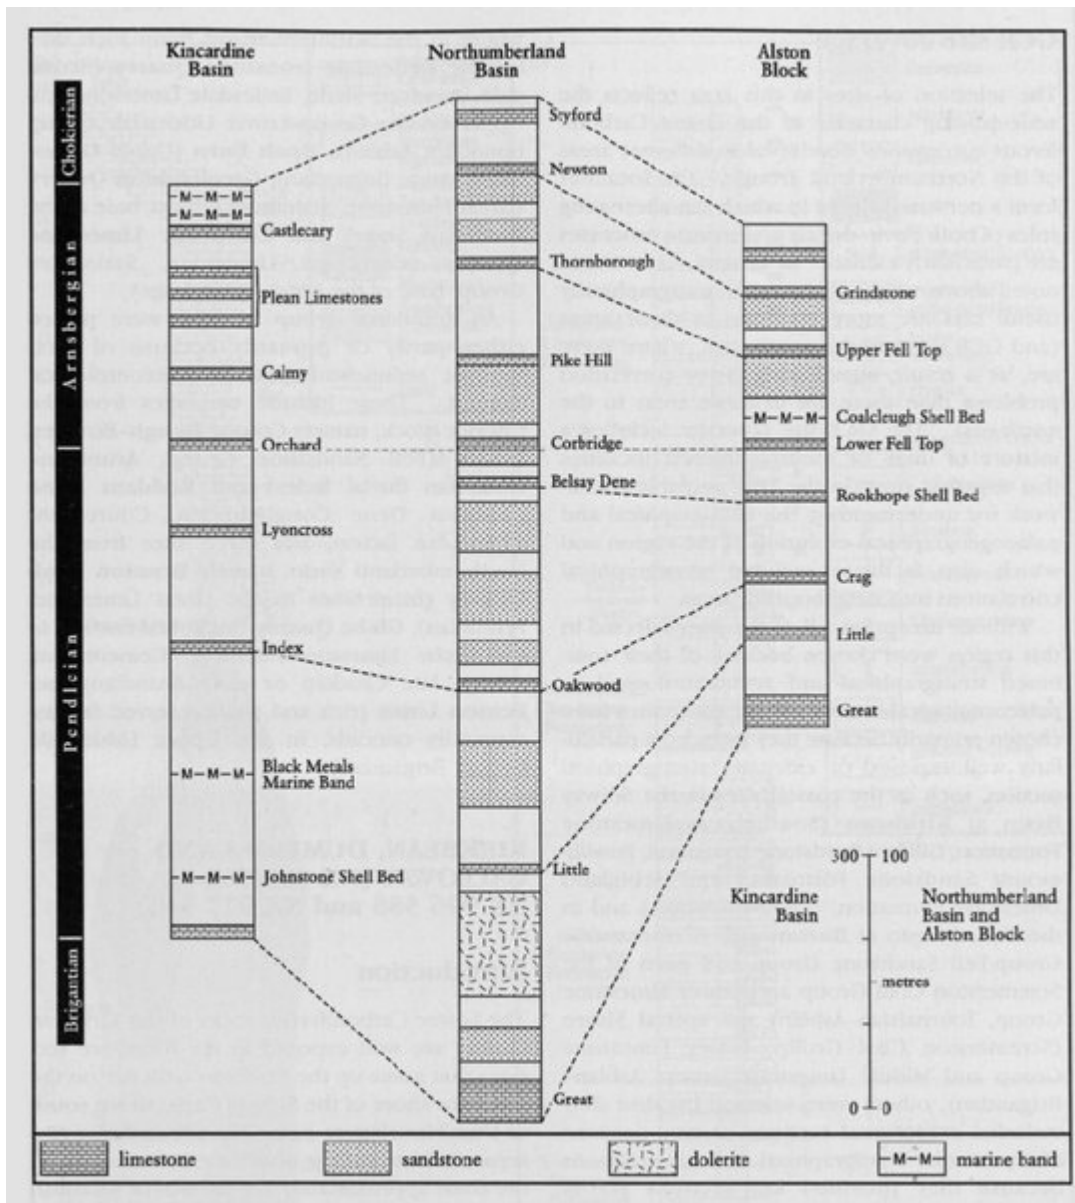 Kincardine
Basin
Northumberland
Basin
Alston
Block
Chokierian
Arnsbergian
Pendleian
Brigantian
Castlecary
Plean Limestones
Calmy
Orchard
Lyoncross
Index
Black Metals
Marine Band
Johnstone Shell Bed
M M M
M M M
M M M
M M M
Styford
Newton
Thornborough
Pike Hill
Corbridge
Belsay Dene
Oakwood
Little
Great
Grindstone
Upper Fell Top
Coalcleugh Shell Bed
M M M
Lower Fell Top
Rookhope Shell Bed
Crag
Little
Great
300 100
Kincardine
Basin
Northumberland
Basin and
Alston Block
metres
0 0
limestone
sandstone
dolerite
M M
marine band